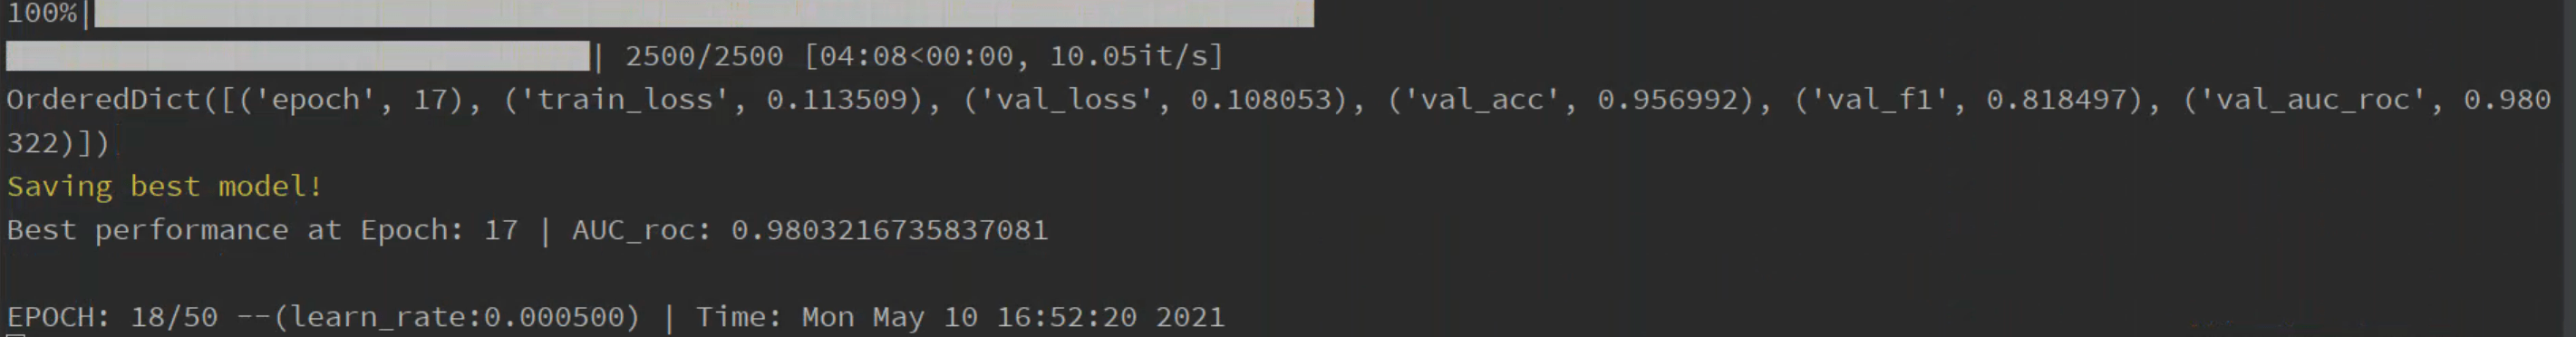 100%|
| 2500/2500 [04:08<00:00, 10.05it/s]
OrderedDict([('epoch', 17), ('train_loss', 0.113509), ('val_loss', 0.108053), ('val_acc', 0.956992), ('val_f1', 0.818497), ('val_auc_roc', 0.980
322)])
Saving best model!
Best performance at Epoch: 17 | AUC_roc: 0.9803216735837081
EPOCH: 18/50 --(learn_rate:0.000500) | Time: Mon May 10 16:52:20 2021